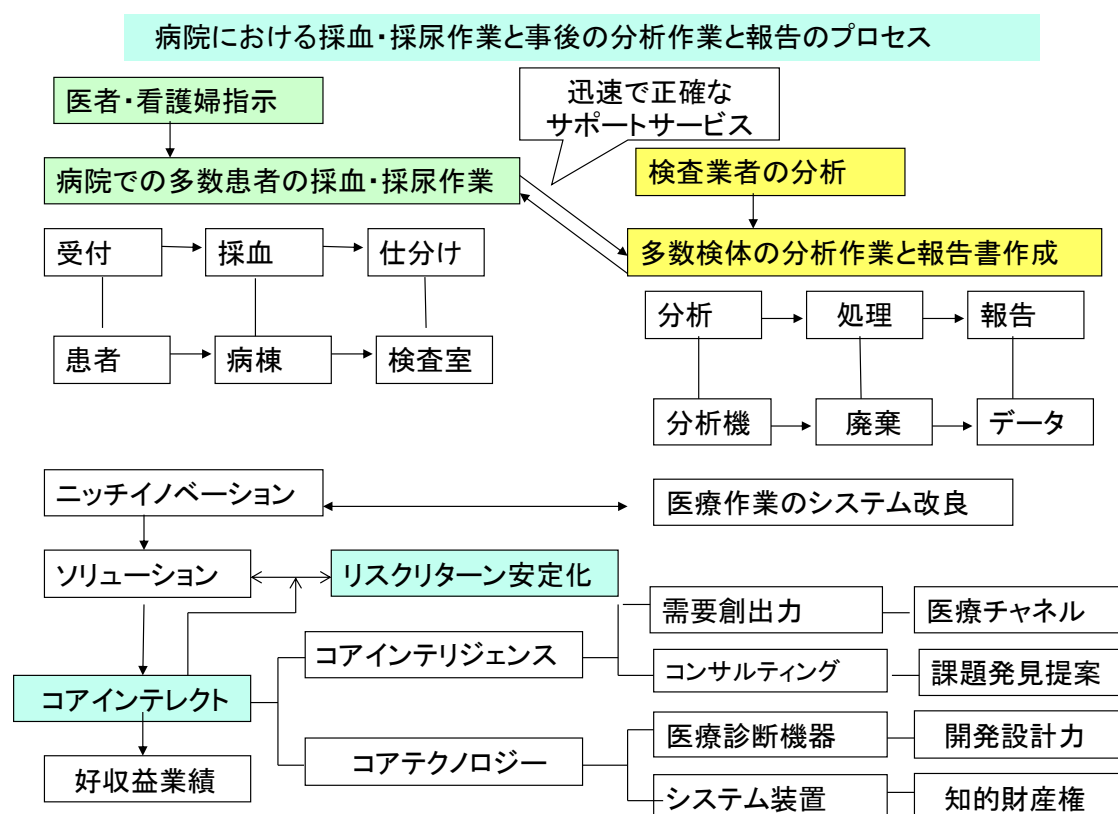 病院における採血・採尿作業と事後の分析作業と報告のプロセス
医者・看護婦指示
迅速で正確な
サポートサービス
病院での多数患者の採血・採尿作業
検査業者の分析
受付
採血
仕分け
多数検体の分析作業と報告書作成
患者
病棟
検査室
分析
処理
報告
分析機
廃棄
データ
ニッチイノベーション
医療作業のシステム改良
ソリューション
リスクリターン安定化
需要創出力
医療チャネル
コアインテリジェンス
コンサルティング
課題発見提案
コアインテレクト
医療診断機器
開発設計力
コアテクノロジー
好収益業績
システム装置
知的財産権